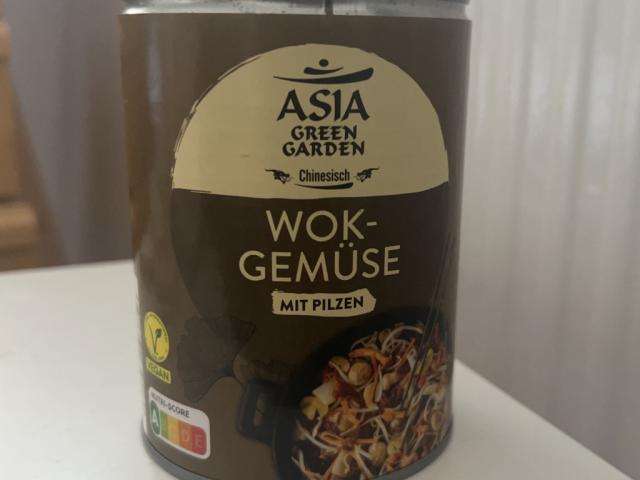 ASIA
GREEN
GARDEN
Chinesisch
WOK-
GEMÜSE
MIT PILZEN
VEGAN
NUTRI-SCORE
A
D E